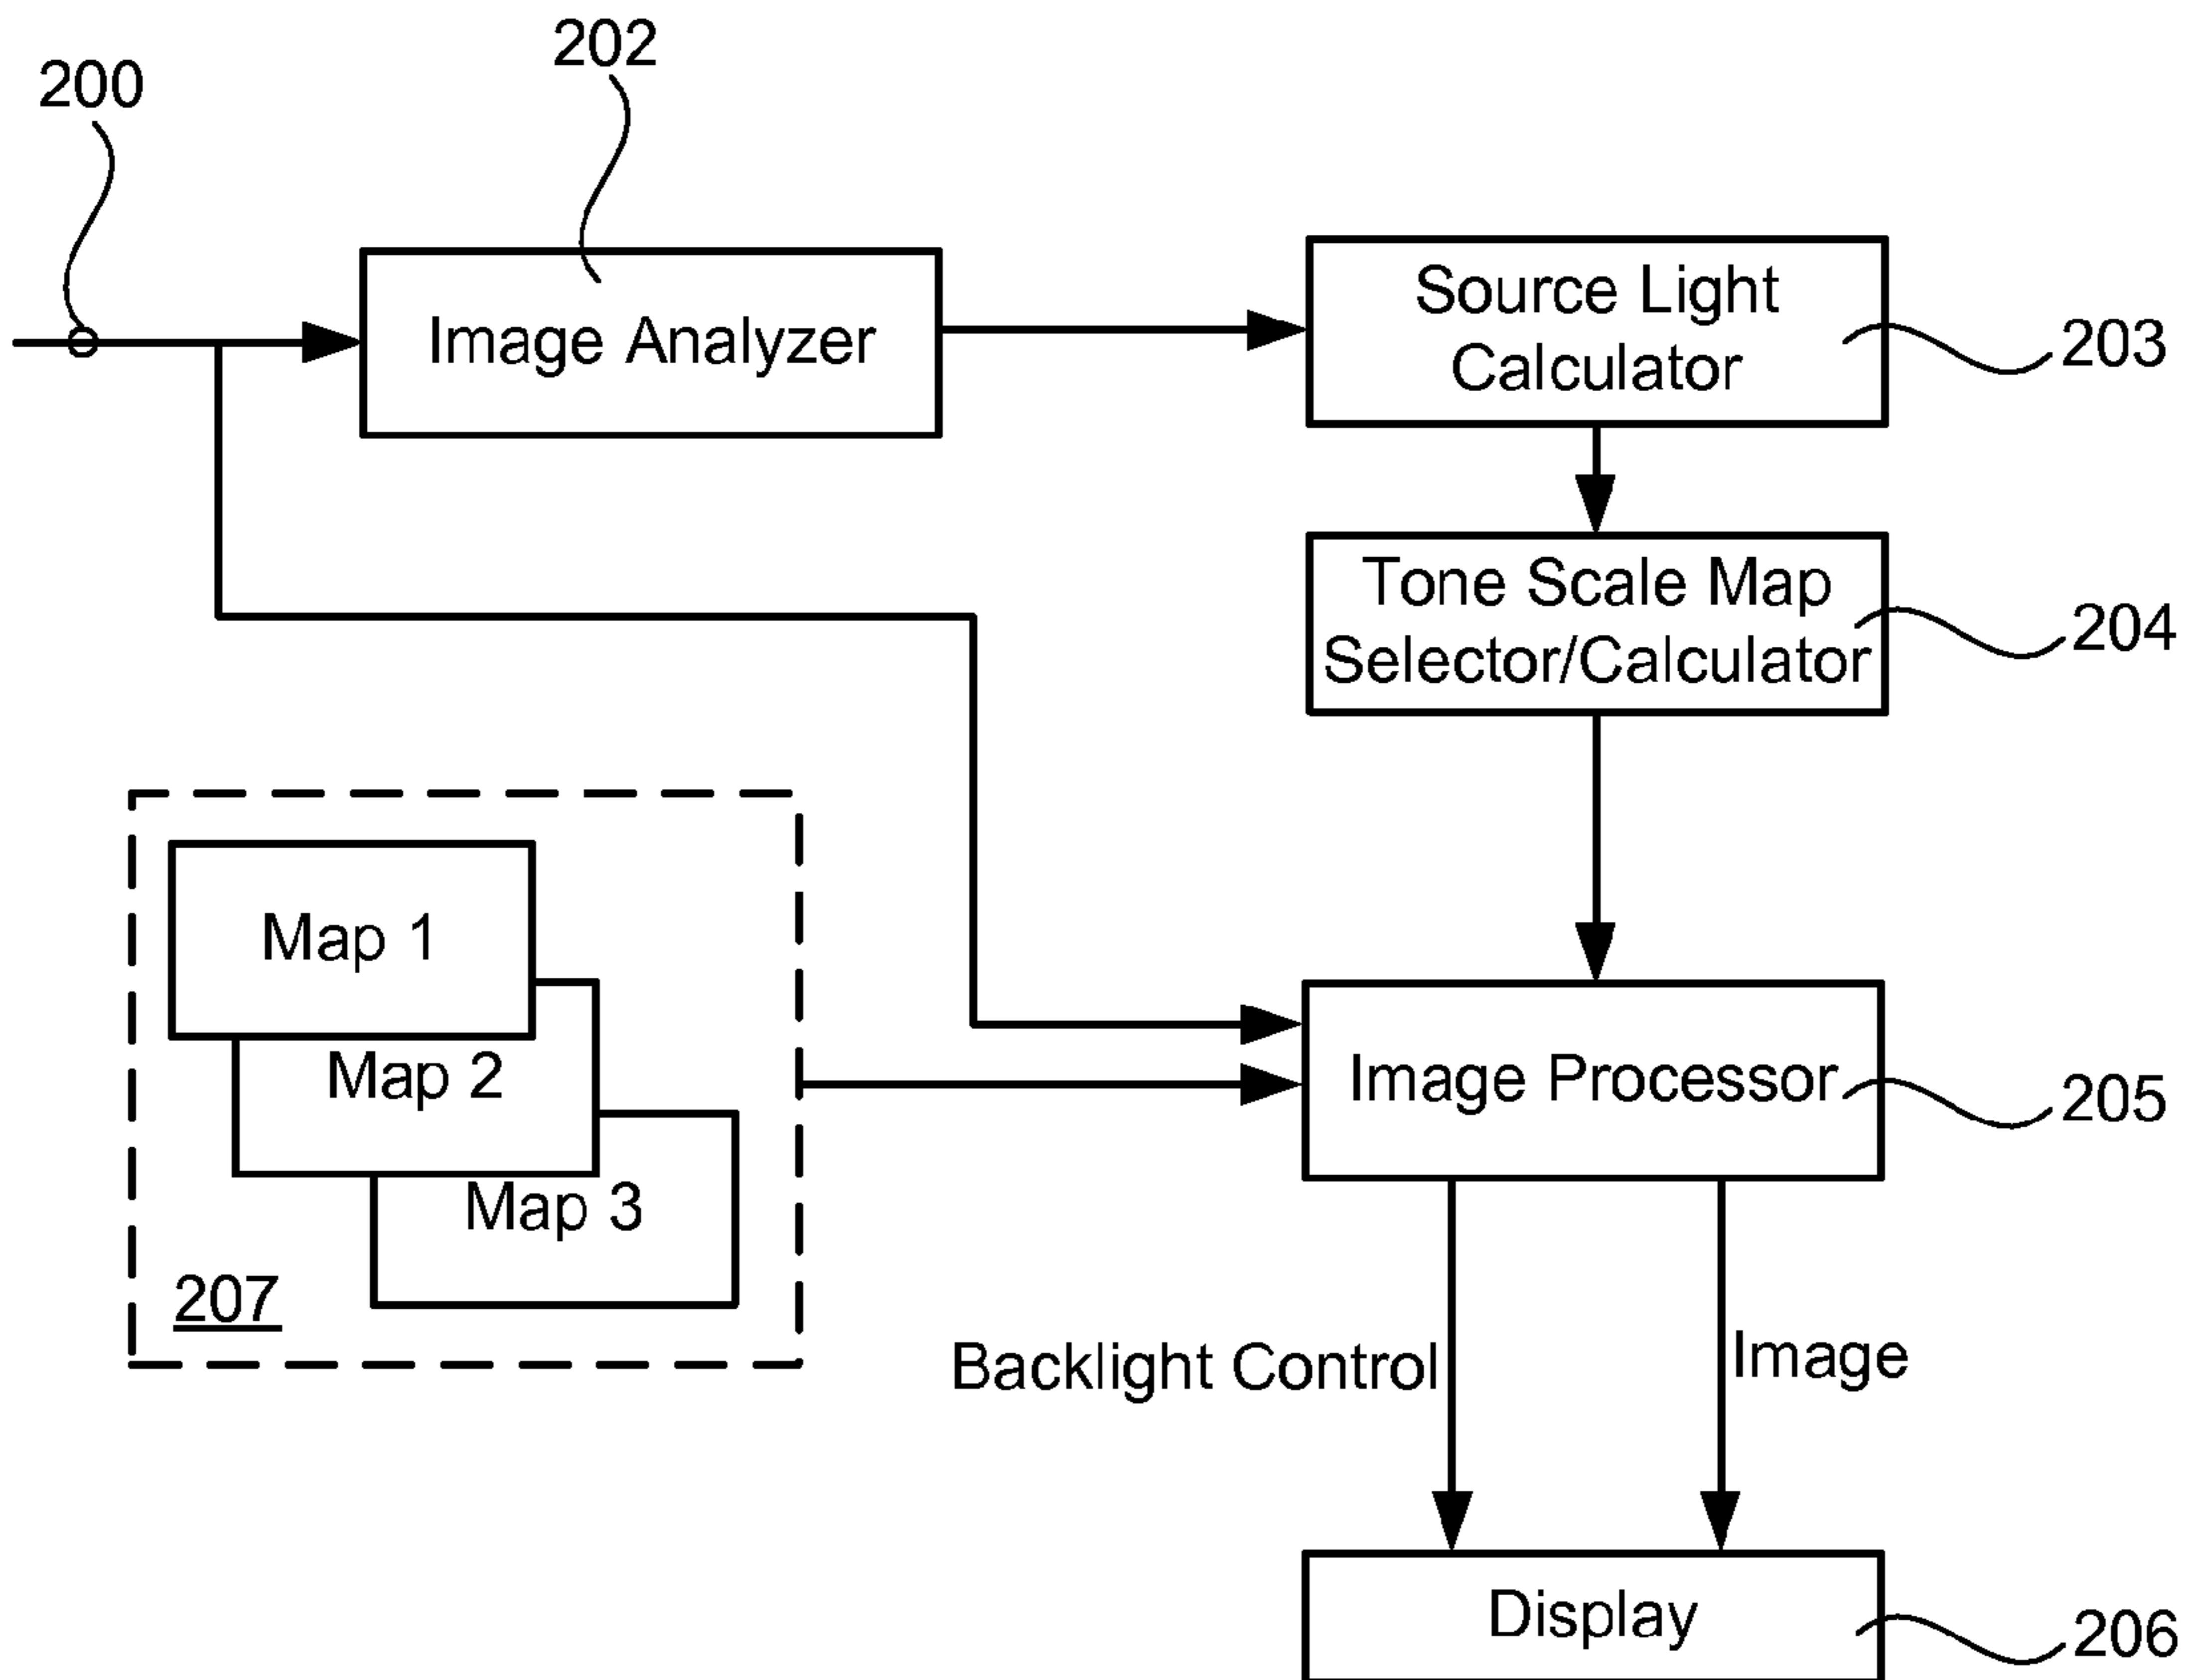 202
200
Image Analyzer
Source Light
Calculator
203
Tone Scale Map
Selector/Calculator
204
Map 1
Map 2
Map 3
207
Image Processor
205
Backlight Control
Image
Display
206